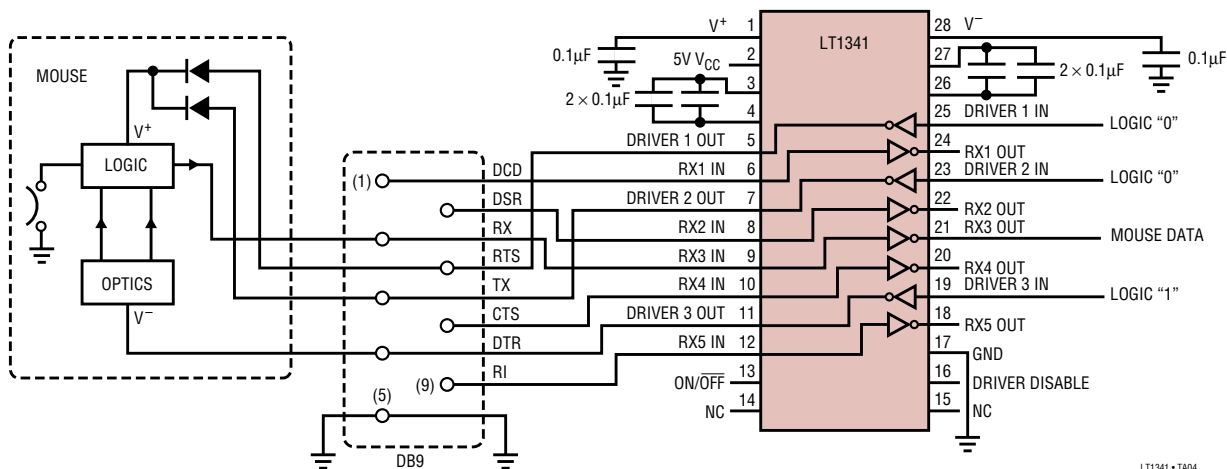 MOUSE
V+
LOGIC
OPTICS
V−
(1)
(5)
(9)
DB9
DCD
DSR
RX
RTS
TX
CTS
DTR
RI
0.1µF
V+ 1
5V VCC 2
2 × 0.1µF
3
4
DRIVER 1 OUT 5
RX1 IN 6
DRIVER 2 OUT 7
RX2 IN 8
RX3 IN 9
RX4 IN 10
DRIVER 3 OUT 11
RX5 IN 12
ON/OFF 13
NC 14
LT1341
28 V−
27
26
2 × 0.1µF
0.1µF
25 DRIVER 1 IN LOGIC “0”
24 RX1 OUT
23 DRIVER 2 IN LOGIC “0”
22 RX2 OUT
21 RX3 OUT MOUSE DATA
20 RX4 OUT
19 DRIVER 3 IN LOGIC “1”
18 RX5 OUT
17 GND
16 DRIVER DISABLE
15 NC
LT1341 • TA04